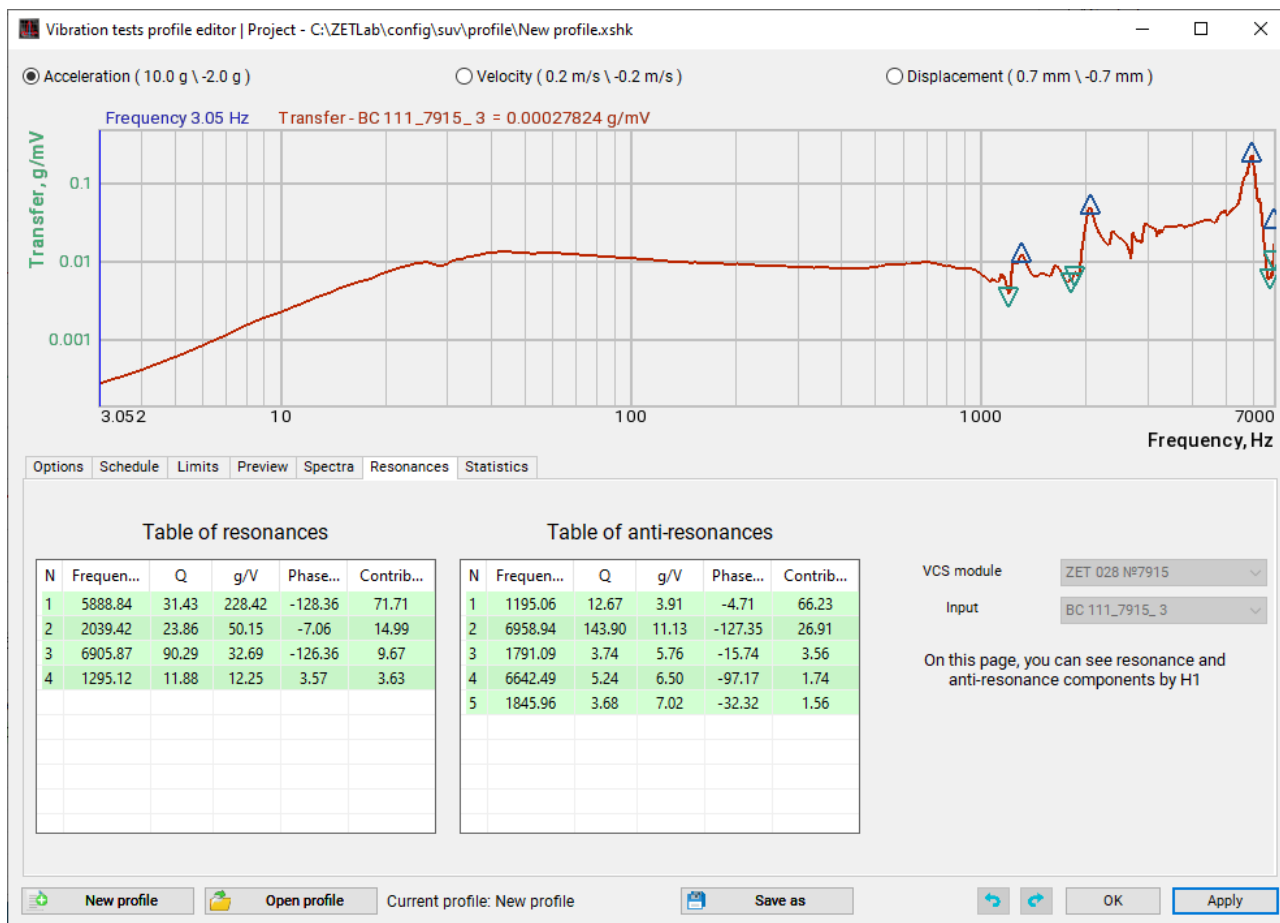 Vibration tests profile editor | Project - C:\ZETLab\config\suv\profile\New profile.xshk
Acceleration ( 10.0 g \ -2.0 g ) Velocity ( 0.2 m/s \ -0.2 m/s ) Displacement ( 0.7 mm \ -0.7 mm )
Frequency 3.05 Hz Transfer - BC 111_7915_ 3 = 0.00027824 g/mV
Transfer, g/mV
0.1
0.01
0.001
3.052 10 100 1000 7000
Frequency, Hz
Options Schedule Limits Preview Spectra Resonances Statistics
Table of resonances
N Frequen... Q g/V Phase... Contrib...
1 5888.84 31.43 228.42 -128.36 71.71
2 2039.42 23.86 50.15 -7.06 14.99
3 6905.87 90.29 32.69 -126.36 9.67
4 1295.12 11.88 12.25 3.57 3.63
Table of anti-resonances
N Frequen... Q g/V Phase... Contrib...
1 1195.06 12.67 3.91 -4.71 66.23
2 6958.94 143.90 11.13 -127.35 26.91
3 1791.09 3.74 5.76 -15.74 3.56
4 6642.49 5.24 6.50 -97.17 1.74
5 1845.96 3.68 7.02 -32.32 1.56
VCS module ZET 028 №7915
Input BC 111_7915_ 3
On this page, you can see resonance and
anti-resonance components by H1
New profile Open profile Current profile: New profile Save as OK Apply